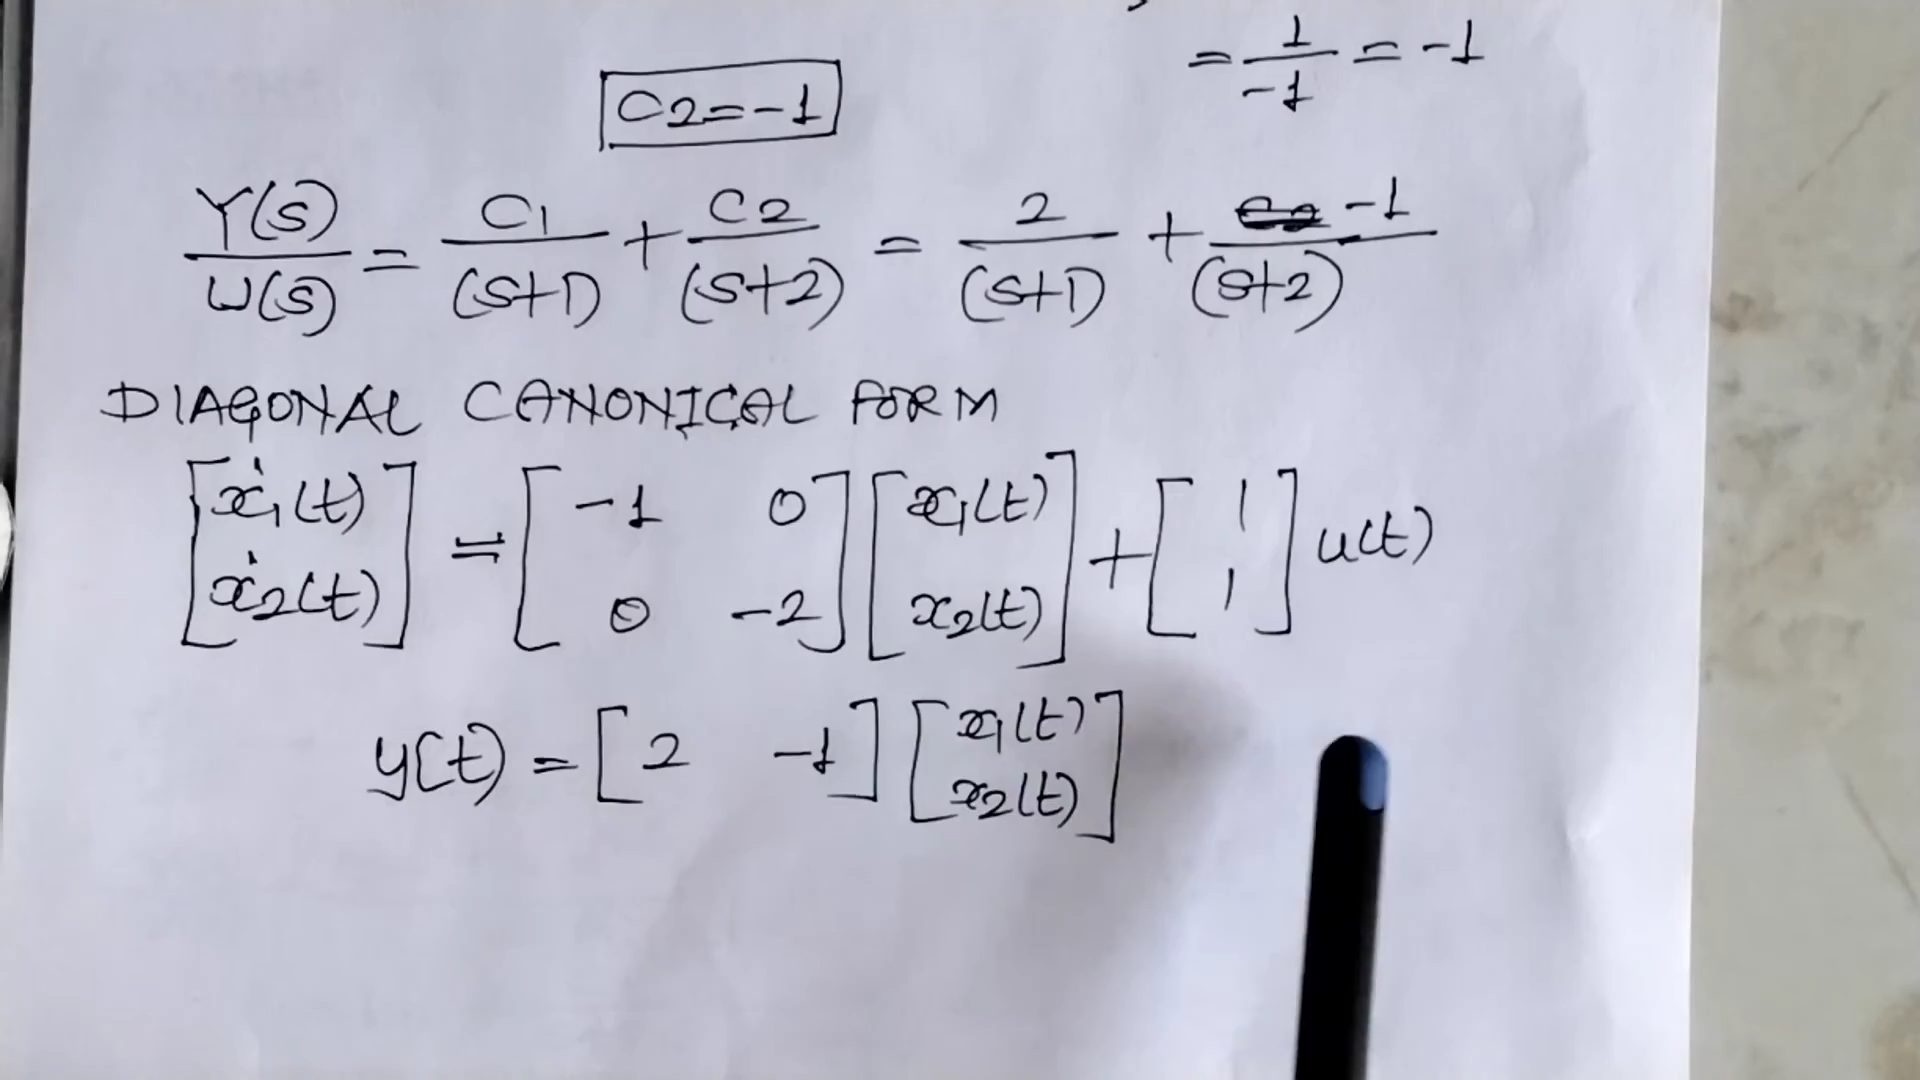 = 1/-1 = -1
C2=-1
Y(s)/U(s) = C1/(S+1) + C2/(S+2) = 2/(S+1) + -1/(S+2)
DIAGONAL CANONICAL FORM
[ẋ1(t) ẋ2(t)] = [-1 0 0 -2] [x1(t) x2(t)] + [1 1] u(t)
y(t) = [2 -1] [x1(t) x2(t)]